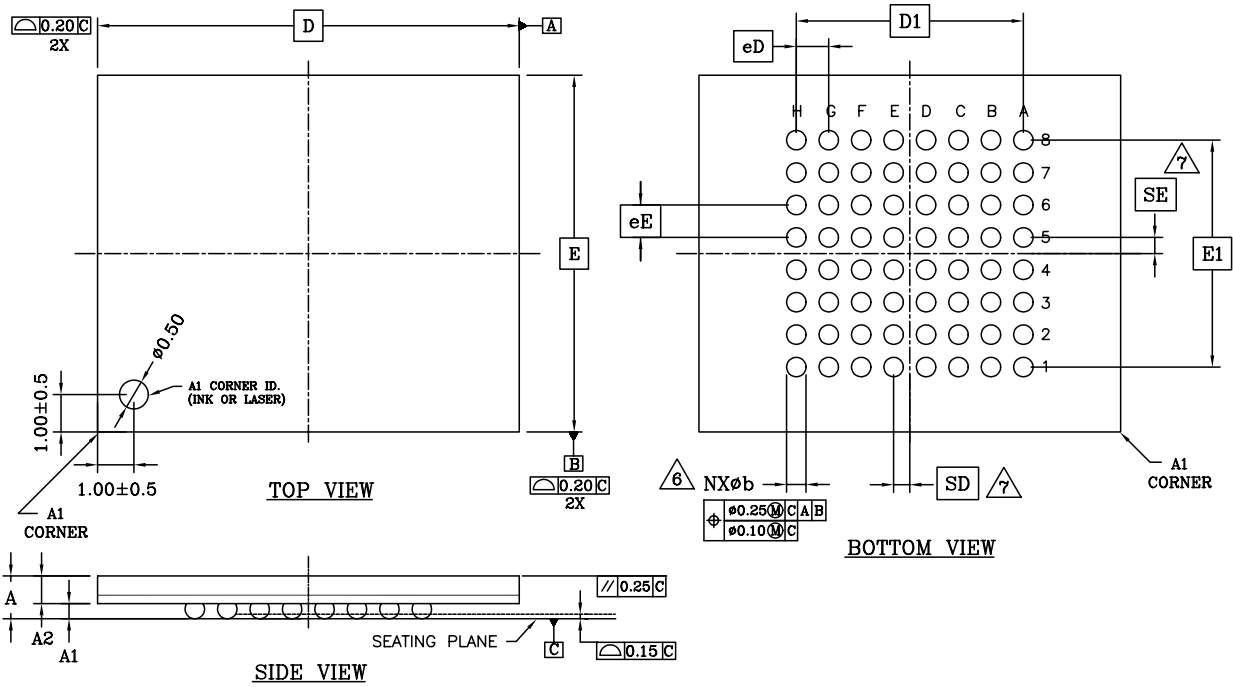 ⌓ 0.20 C
2X
D
A
E
ø0.50
A1 CORNER ID.
(INK OR LASER)
1.00±0.5
1.00±0.5
A1
CORNER
TOP VIEW
B
⌓ 0.20 C
2X
D1
eD
H G F E D C B A
8
7
6
5
4
3
2
1
eE
SE
7
E1
6 NXøb
⌖ ø0.25Ⓜ C A B
ø0.10Ⓜ C
SD
7
A1
CORNER
BOTTOM VIEW
A
A2
A1
// 0.25 C
SEATING PLANE
C
⌓ 0.15 C
SIDE VIEW